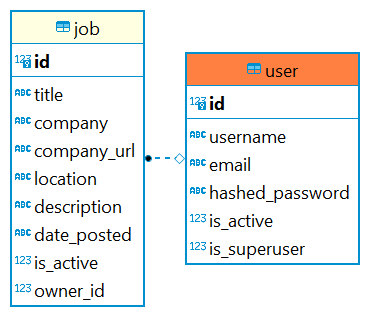 job
123 id
ABC title
ABC company
ABC company_url
ABC location
ABC description
ABC date_posted
123 is_active
123 owner_id
user
123 id
ABC username
ABC email
ABC hashed_password
123 is_active
123 is_superuser